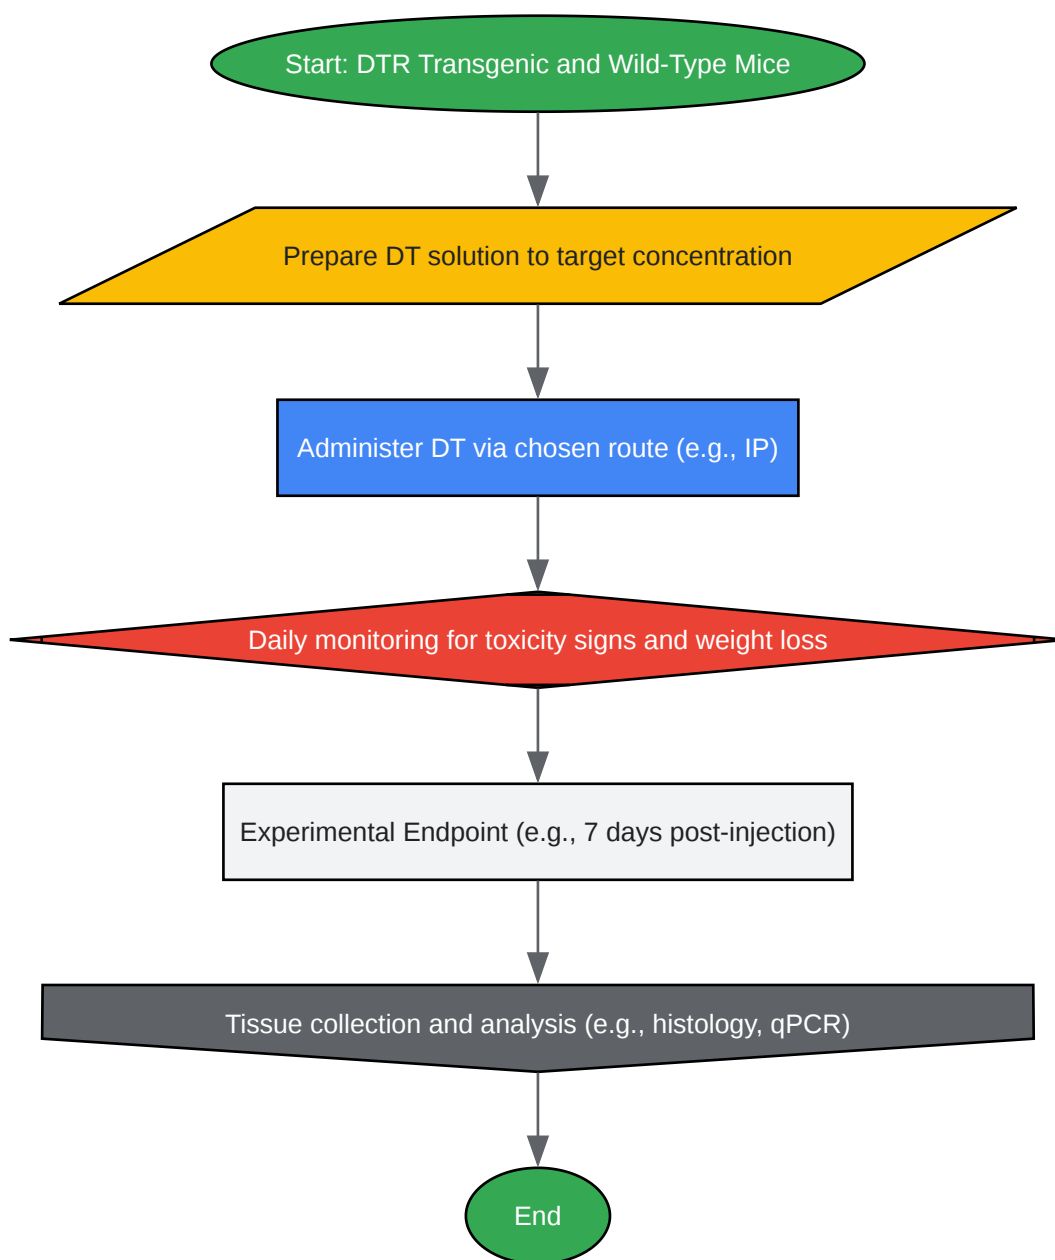 Start: DTR Transgenic and Wild-Type Mice
Prepare DT solution to target concentration
Administer DT via chosen route (e.g., IP)
Daily monitoring for toxicity signs and weight loss
Experimental Endpoint (e.g., 7 days post-injection)
Tissue collection and analysis (e.g., histology, qPCR)
End